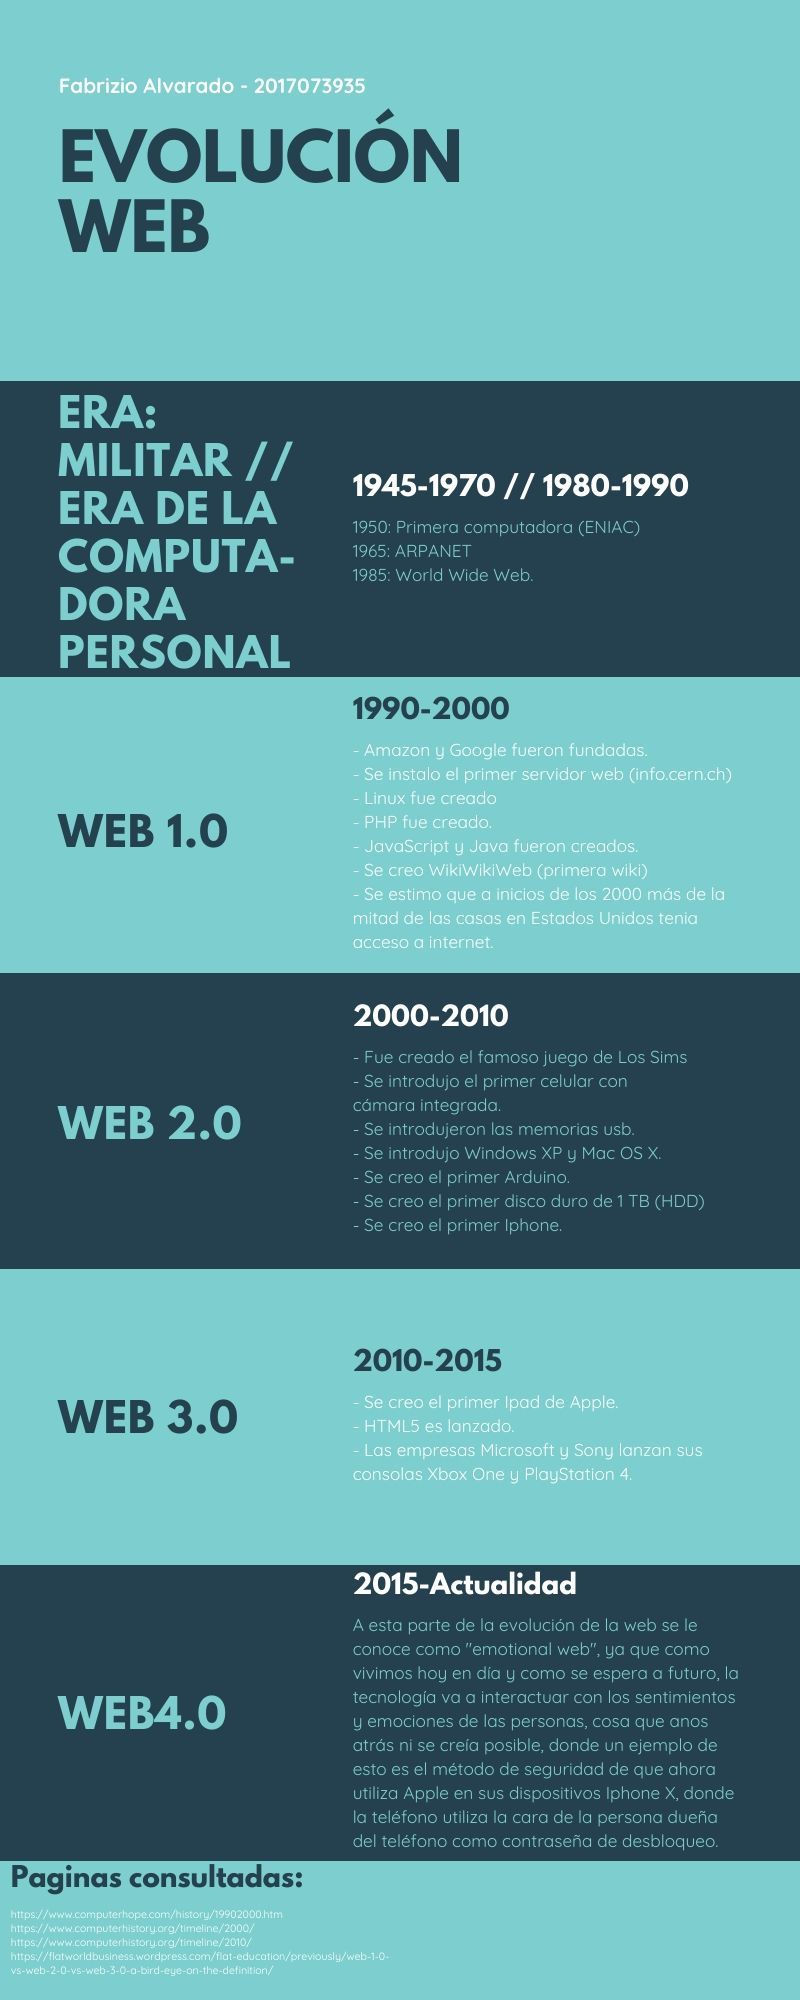 Fabrizio Alvarado - 2017073935
EVOLUCIÓN
WEB
ERA:
MILITAR //
ERA DE LA
COMPUTA-
DORA
PERSONAL
1945-1970 // 1980-1990
1950: Primera computadora (ENIAC)
1965: ARPANET
1985: World Wide Web.
WEB 1.0
1990-2000
- Amazon y Google fueron fundadas.
- Se instalo el primer servidor web (info.cern.ch)
- Linux fue creado
- PHP fue creado.
- JavaScript y Java fueron creados.
- Se creo WikiWikiWeb (primera wiki)
- Se estimo que a inicios de los 2000 más de la
mitad de las casas en Estados Unidos tenia
acceso a internet.
WEB 2.0
2000-2010
- Fue creado el famoso juego de Los Sims
- Se introdujo el primer celular con
cámara integrada.
- Se introdujeron las memorias usb.
- Se introdujo Windows XP y Mac OS X.
- Se creo el primer Arduino.
- Se creo el primer disco duro de 1 TB (HDD)
- Se creo el primer Iphone.
WEB 3.0
2010-2015
- Se creo el primer Ipad de Apple.
- HTML5 es lanzado.
- Las empresas Microsoft y Sony lanzan sus
consolas Xbox One y PlayStation 4.
WEB4.0
2015-Actualidad
A esta parte de la evolución de la web se le
conoce como "emotional web", ya que como
vivimos hoy en día y como se espera a futuro, la
tecnología va a interactuar con los sentimientos
y emociones de las personas, cosa que anos
atrás ni se creía posible, donde un ejemplo de
esto es el método de seguridad de que ahora
utiliza Apple en sus dispositivos Iphone X, donde
la teléfono utiliza la cara de la persona dueña
del teléfono como contraseña de desbloqueo.
Paginas consultadas:
https://www.computerhope.com/history/19902000.htm
https://www.computerhistory.org/timeline/2000/
https://www.computerhistory.org/timeline/2010/
https://flatworldbusiness.wordpress.com/flat-education/previously/web-1-0-
vs-web-2-0-vs-web-3-0-a-bird-eye-on-the-definition/